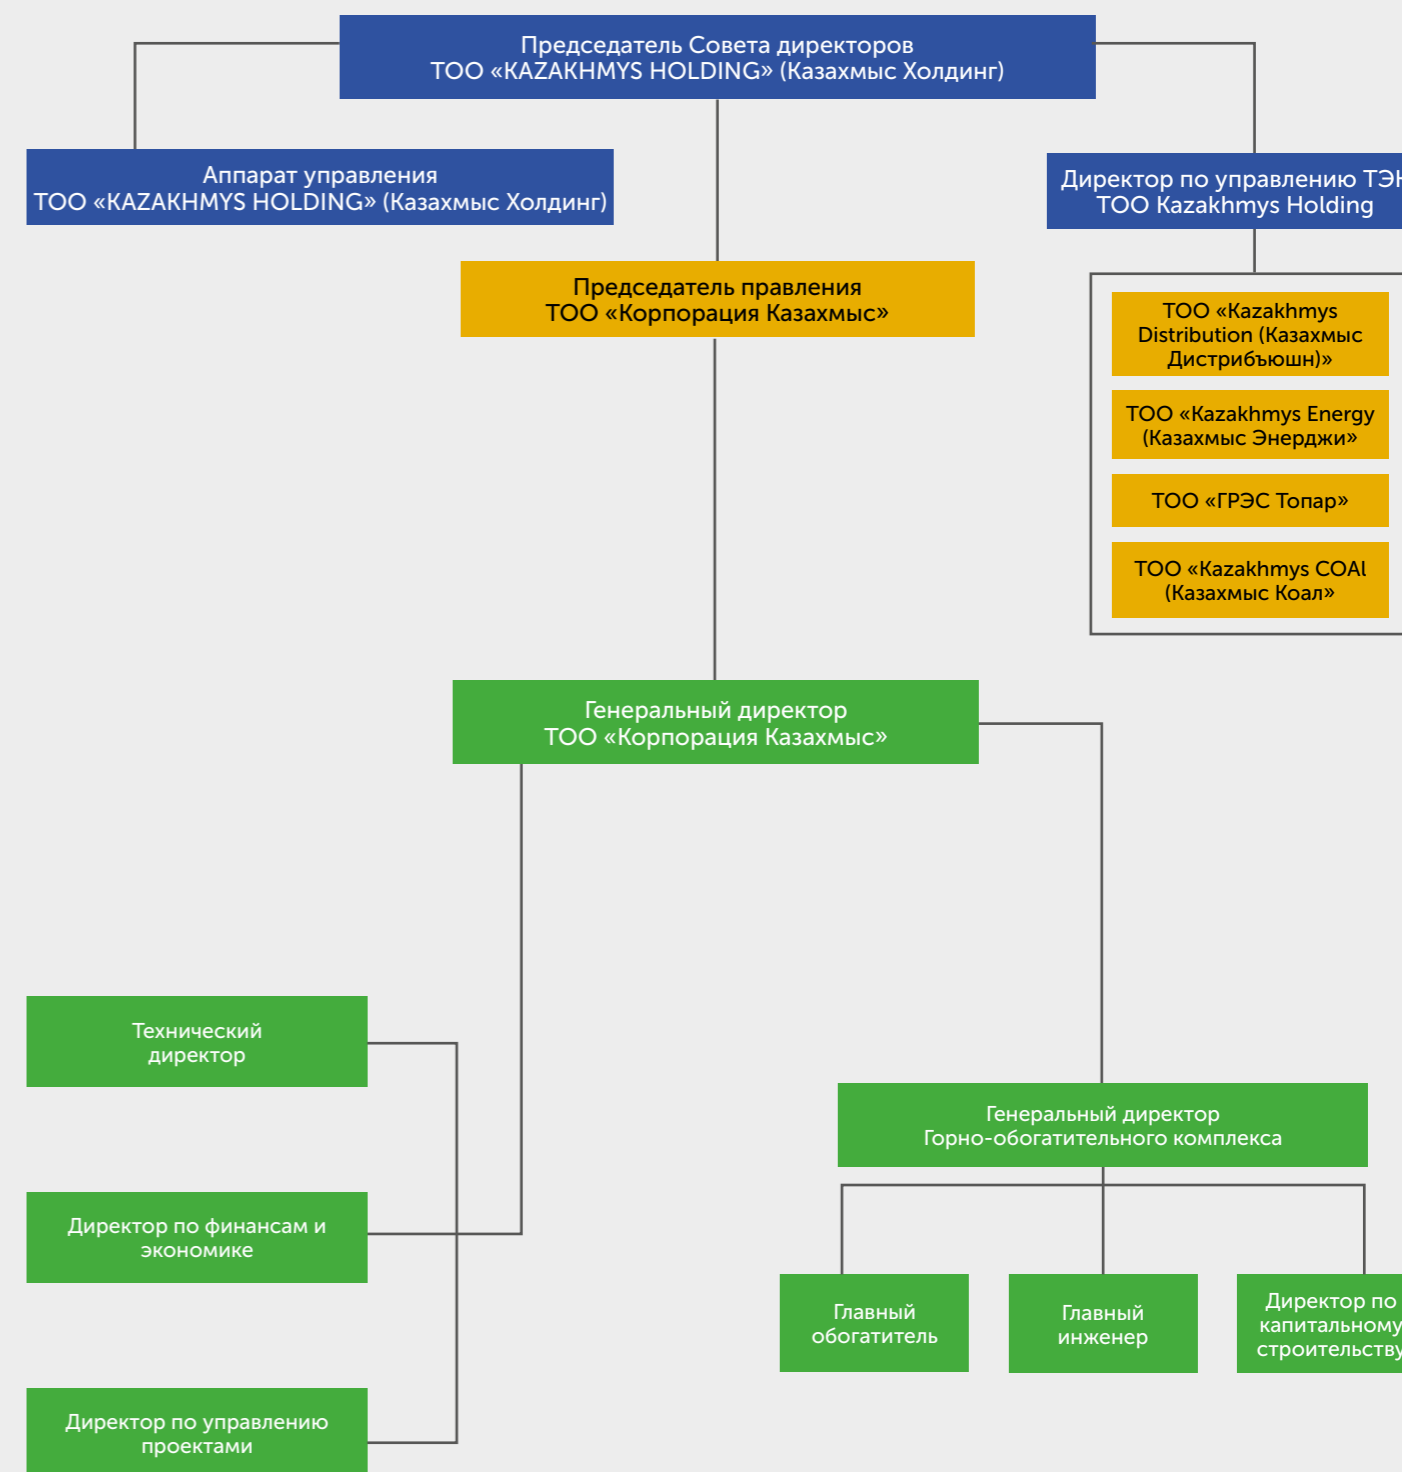 Председатель Совета директоров
ТОО «KAZAKHMYS HOLDING» (Казахмыс Холдинг)
Аппарат управления
ТОО «KAZAKHMYS HOLDING» (Казахмыс Холдинг)
Директор по управлению
ТОО Kazakhmys Holding
Председатель правления
ТОО «Корпорация Казахмыс»
ТОО «Kazakhmys
Distribution (Казахмыс
Дистрибъюшн)»
ТОО «Kazakhmys Energy
(Казахмыс Энерджи»
ТОО «ГРЭС Топар»
ТОО «Kazakhmys COAl
(Казахмыс Коал»
Генеральный директор
ТОО «Корпорация Казахмыс»
Технический
директор
Генеральный директор
Горно-обогатительного комплекса
Директор по финансам и
экономике
Главный
обогатитель
Главный
инженер
Директор по
капитальному
строительству
Директор по управлению
проектами